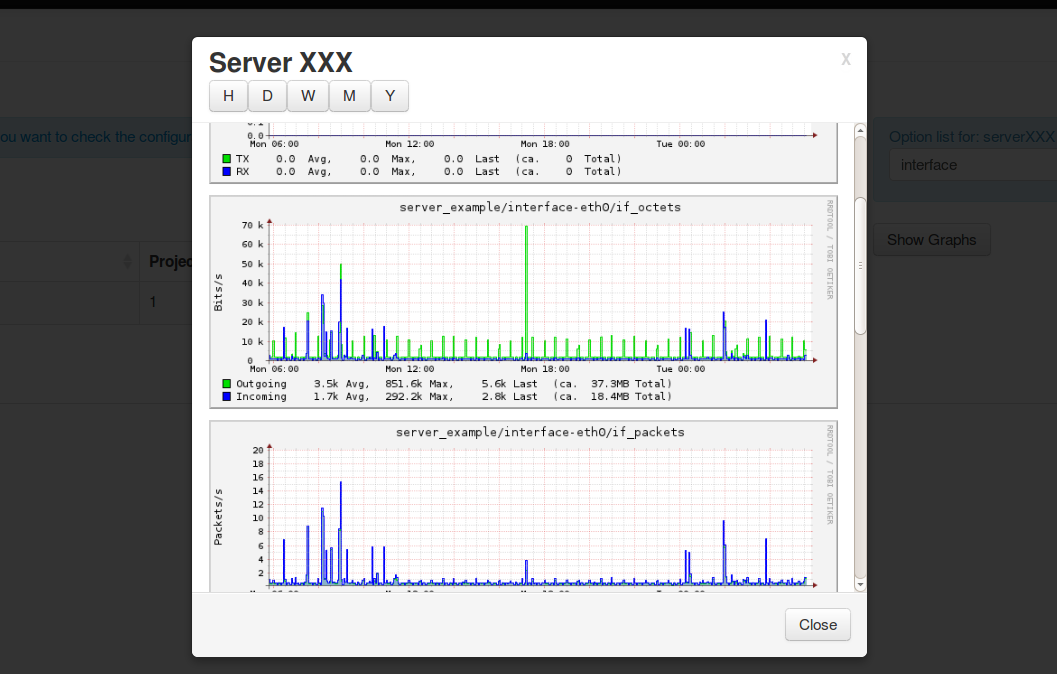 Server XXX
X
H D W M Y
ou want to check the configur
Option list for: serverXXX
interface
Show Graphs
Projec
1
0.1
0.0
Mon 06:00 Mon 12:00 Mon 18:00 Tue 00:00
TX 0.0 Avg, 0.0 Max, 0.0 Last (ca. 0 Total)
RX 0.0 Avg, 0.0 Max, 0.0 Last (ca. 0 Total)
server_example/interface-eth0/if_octets
RRDTOOL / TOBI OETIKER
Bits/s
70 k
60 k
50 k
40 k
30 k
20 k
10 k
0
Mon 06:00 Mon 12:00 Mon 18:00 Tue 00:00
Outgoing 3.5k Avg, 851.6k Max, 5.6k Last (ca. 37.3MB Total)
Incoming 1.7k Avg, 292.2k Max, 2.8k Last (ca. 18.4MB Total)
server_example/interface-eth0/if_packets
RRDTOOL / TOBI OETIKER
Packets/s
20
18
16
14
12
10
8
6
4
2
Close